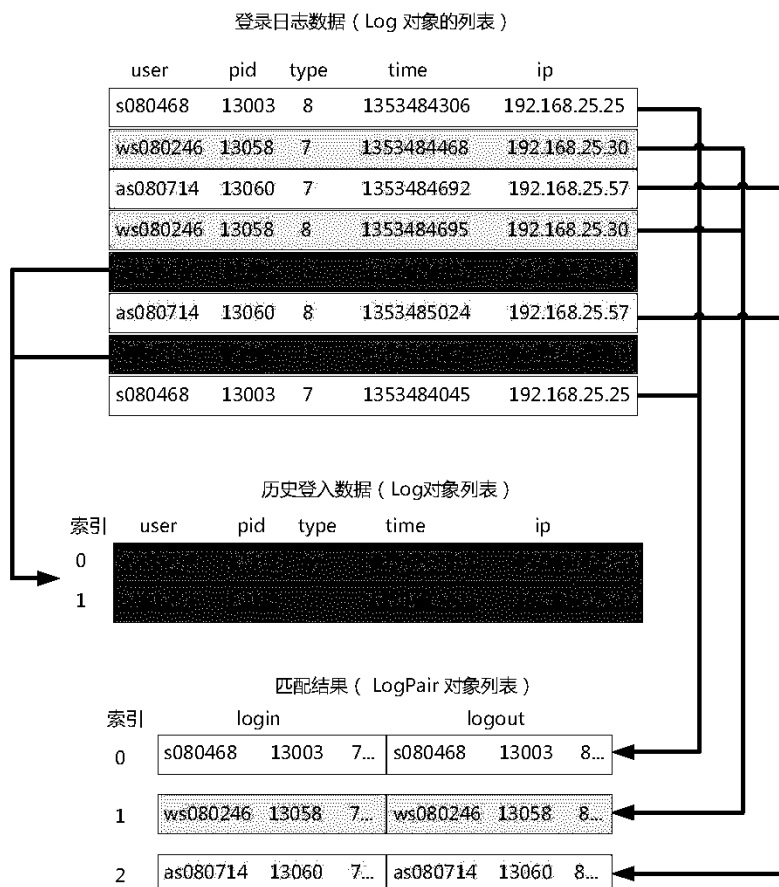 登录日志数据（Log 对象的列表）
user pid type time ip
s080468 13003 8 1353484306 192.168.25.25
ws080246 13058 7 1353484468 192.168.25.30
as080714 13060 7 1353484692 192.168.25.57
ws080246 13058 8 1353484695 192.168.25.30
as080714 13060 8 1353485024 192.168.25.57
s080468 13003 7 1353484045 192.168.25.25
历史登入数据（Log对象列表）
索引 user pid type time ip
0
1
匹配结果（ LogPair 对象列表）
索引 login logout
0 s080468 13003 7... s080468 13003 8...
1 ws080246 13058 7... ws080246 13058 8...
2 as080714 13060 7... as080714 13060 8...